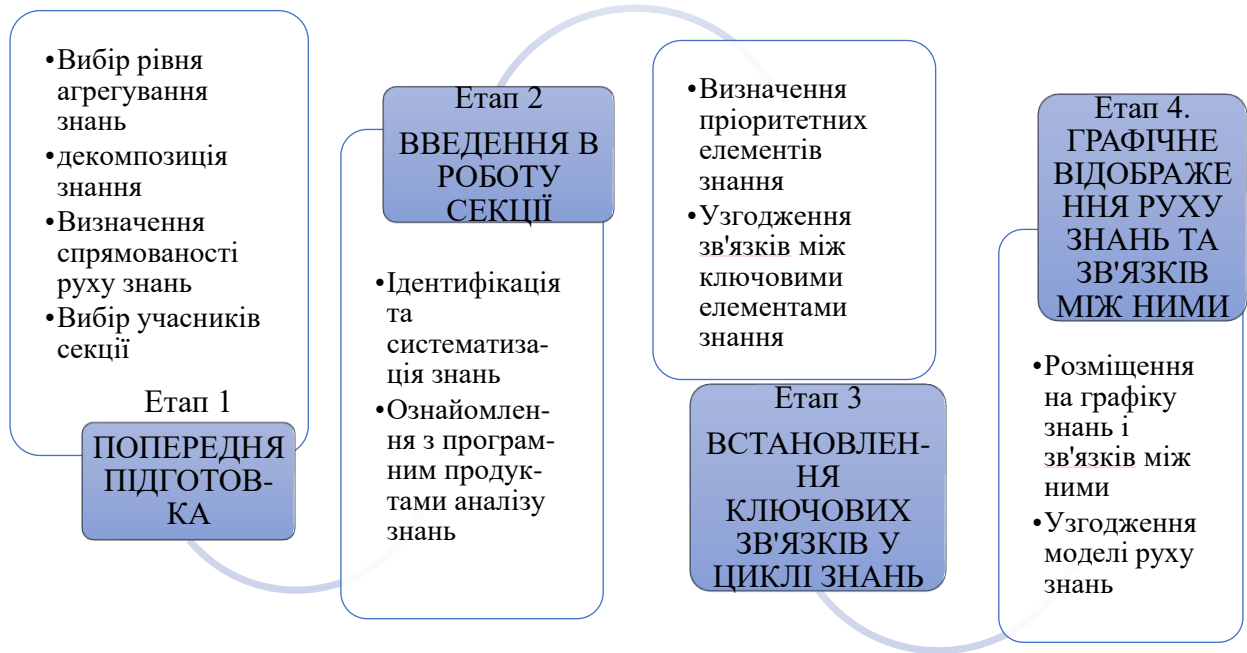 •Вибір рівня
агрегування
знань
•декомпозиція
знання
•Визначення
спрямованості
руху знань
•Вибір учасників
секції
Етап 1
ПОПЕРЕДНЯ
ПІДГОТОВ-
КА
Етап 2
ВВЕДЕННЯ В
РОБОТУ
СЕКЦІЇ
•Ідентифікація
та
систематиза-
ція знань
•Ознайомлен-
ня з програм-
ним продук-
тами аналізу
знань
•Визначення
пріоритетних
елементів
знання
•Узгодження
зв'язків між
ключовими
елементами
знання
Етап 3
ВСТАНОВЛЕН-
НЯ
КЛЮЧОВИХ
ЗВ'ЯЗКІВ У
ЦИКЛІ ЗНАНЬ
Етап 4.
ГРАФІЧНЕ
ВІДОБРАЖЕ
ННЯ РУХУ
ЗНАНЬ ТА
ЗВ'ЯЗКІВ
МІЖ НИМИ
•Розміщення
на графіку
знань і
зв'язків між
ними
•Узгодження
моделі руху
знань